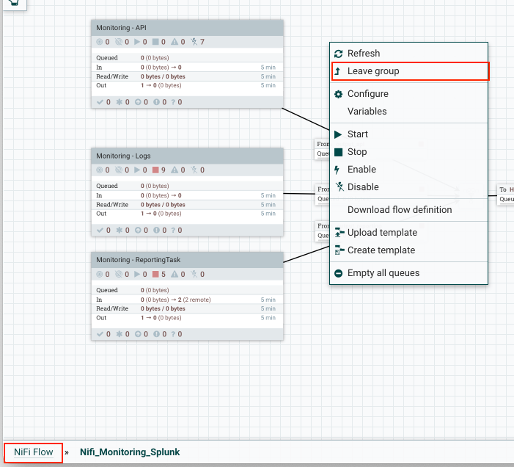 Monitoring - API
0 0 0 0 0 7
Queued 0 (0 bytes)
In 0 (0 bytes) → 0 5 min
Read/Write 0 bytes / 0 bytes 5 min
Out 1 → 0 (0 bytes) 5 min
0 0 0 0 0
Monitoring - Logs
0 0 0 9 0 0
Queued 0 (0 bytes)
In 0 (0 bytes) → 0 5 min
Read/Write 0 bytes / 0 bytes 5 min
Out 1 → 0 (0 bytes) 5 min
0 0 0 0 ? 0
Monitoring - ReportingTask
0 0 0 5 0 0
Queued 0 (0 bytes)
In 0 (0 bytes) → 2 (2 remote) 5 min
Read/Write 0 bytes / 0 bytes 5 min
Out 1 → 0 (0 bytes) 5 min
0 0 0 0 ? 0
Refresh
Leave group
Configure
Variables
Start
Stop
Enable
Disable
Download flow definition
Upload template
Create template
Empty all queues
From
Queu
From
Queu
From
Queu
To H
Queu
NiFi Flow » Nifi_Monitoring_Splunk